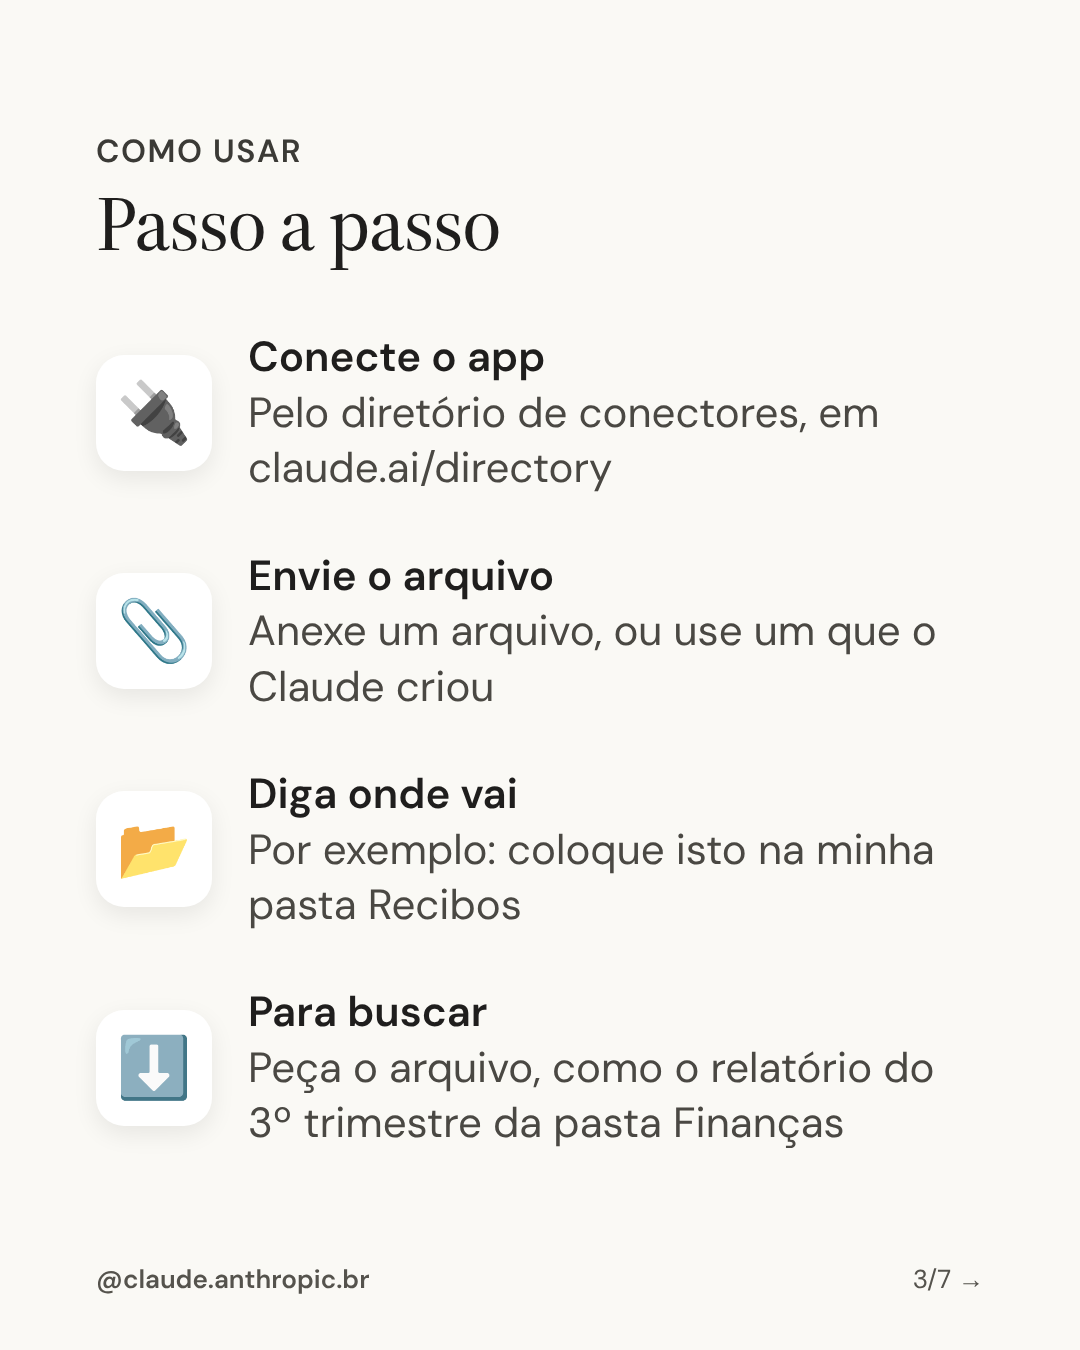 COMO USAR
Passo a passo
Conecte o app
Pelo diretório de conectores, em
claude.ai/directory
Envie o arquivo
Anexe um arquivo, ou use um que o
Claude criou
Diga onde vai
Por exemplo: coloque isto na minha
pasta Recibos
Para buscar
Peça o arquivo, como o relatório do
3º trimestre da pasta Finanças
@claude.anthropic.br
3/7 →